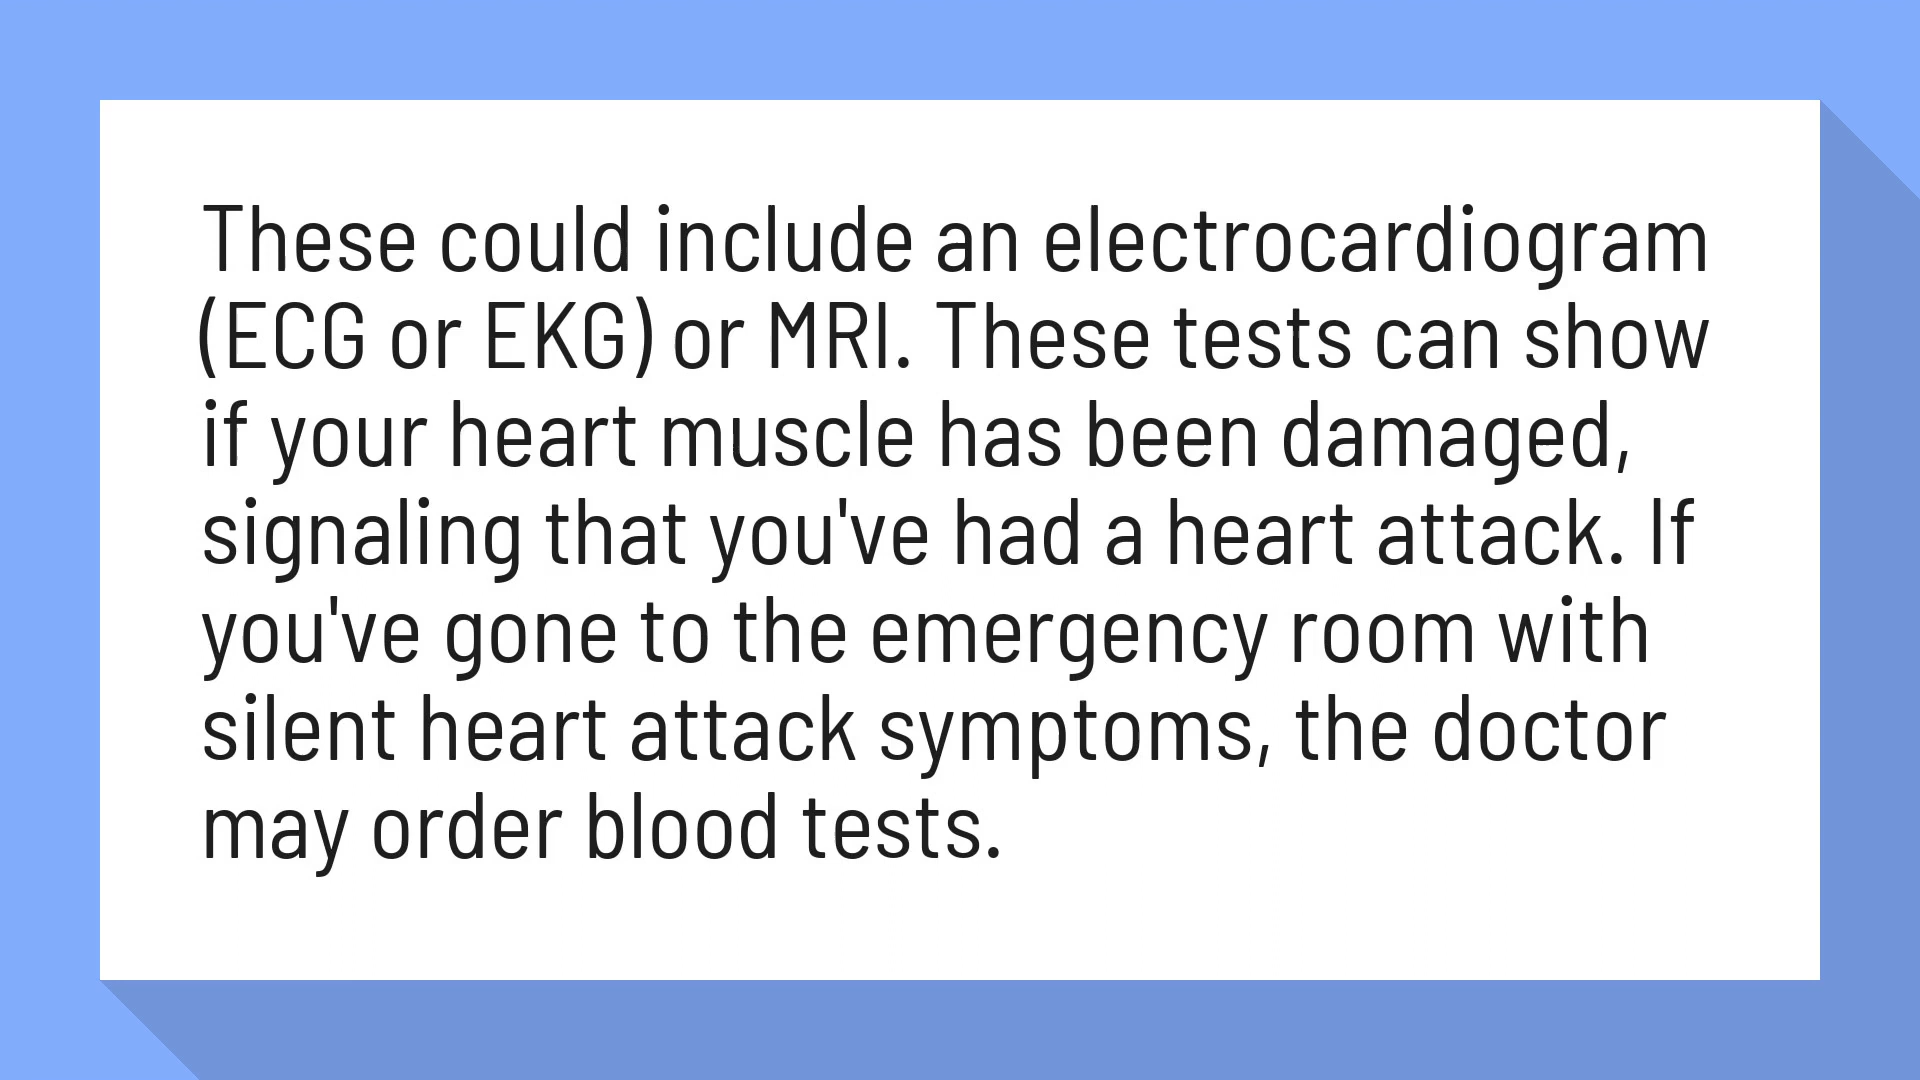 These could include an electrocardiogram
(ECG or EKG) or MRI. These tests can show
if your heart muscle has been damaged,
signaling that you've had a heart attack. If
you've gone to the emergency room with
silent heart attack symptoms, the doctor
may order blood tests.